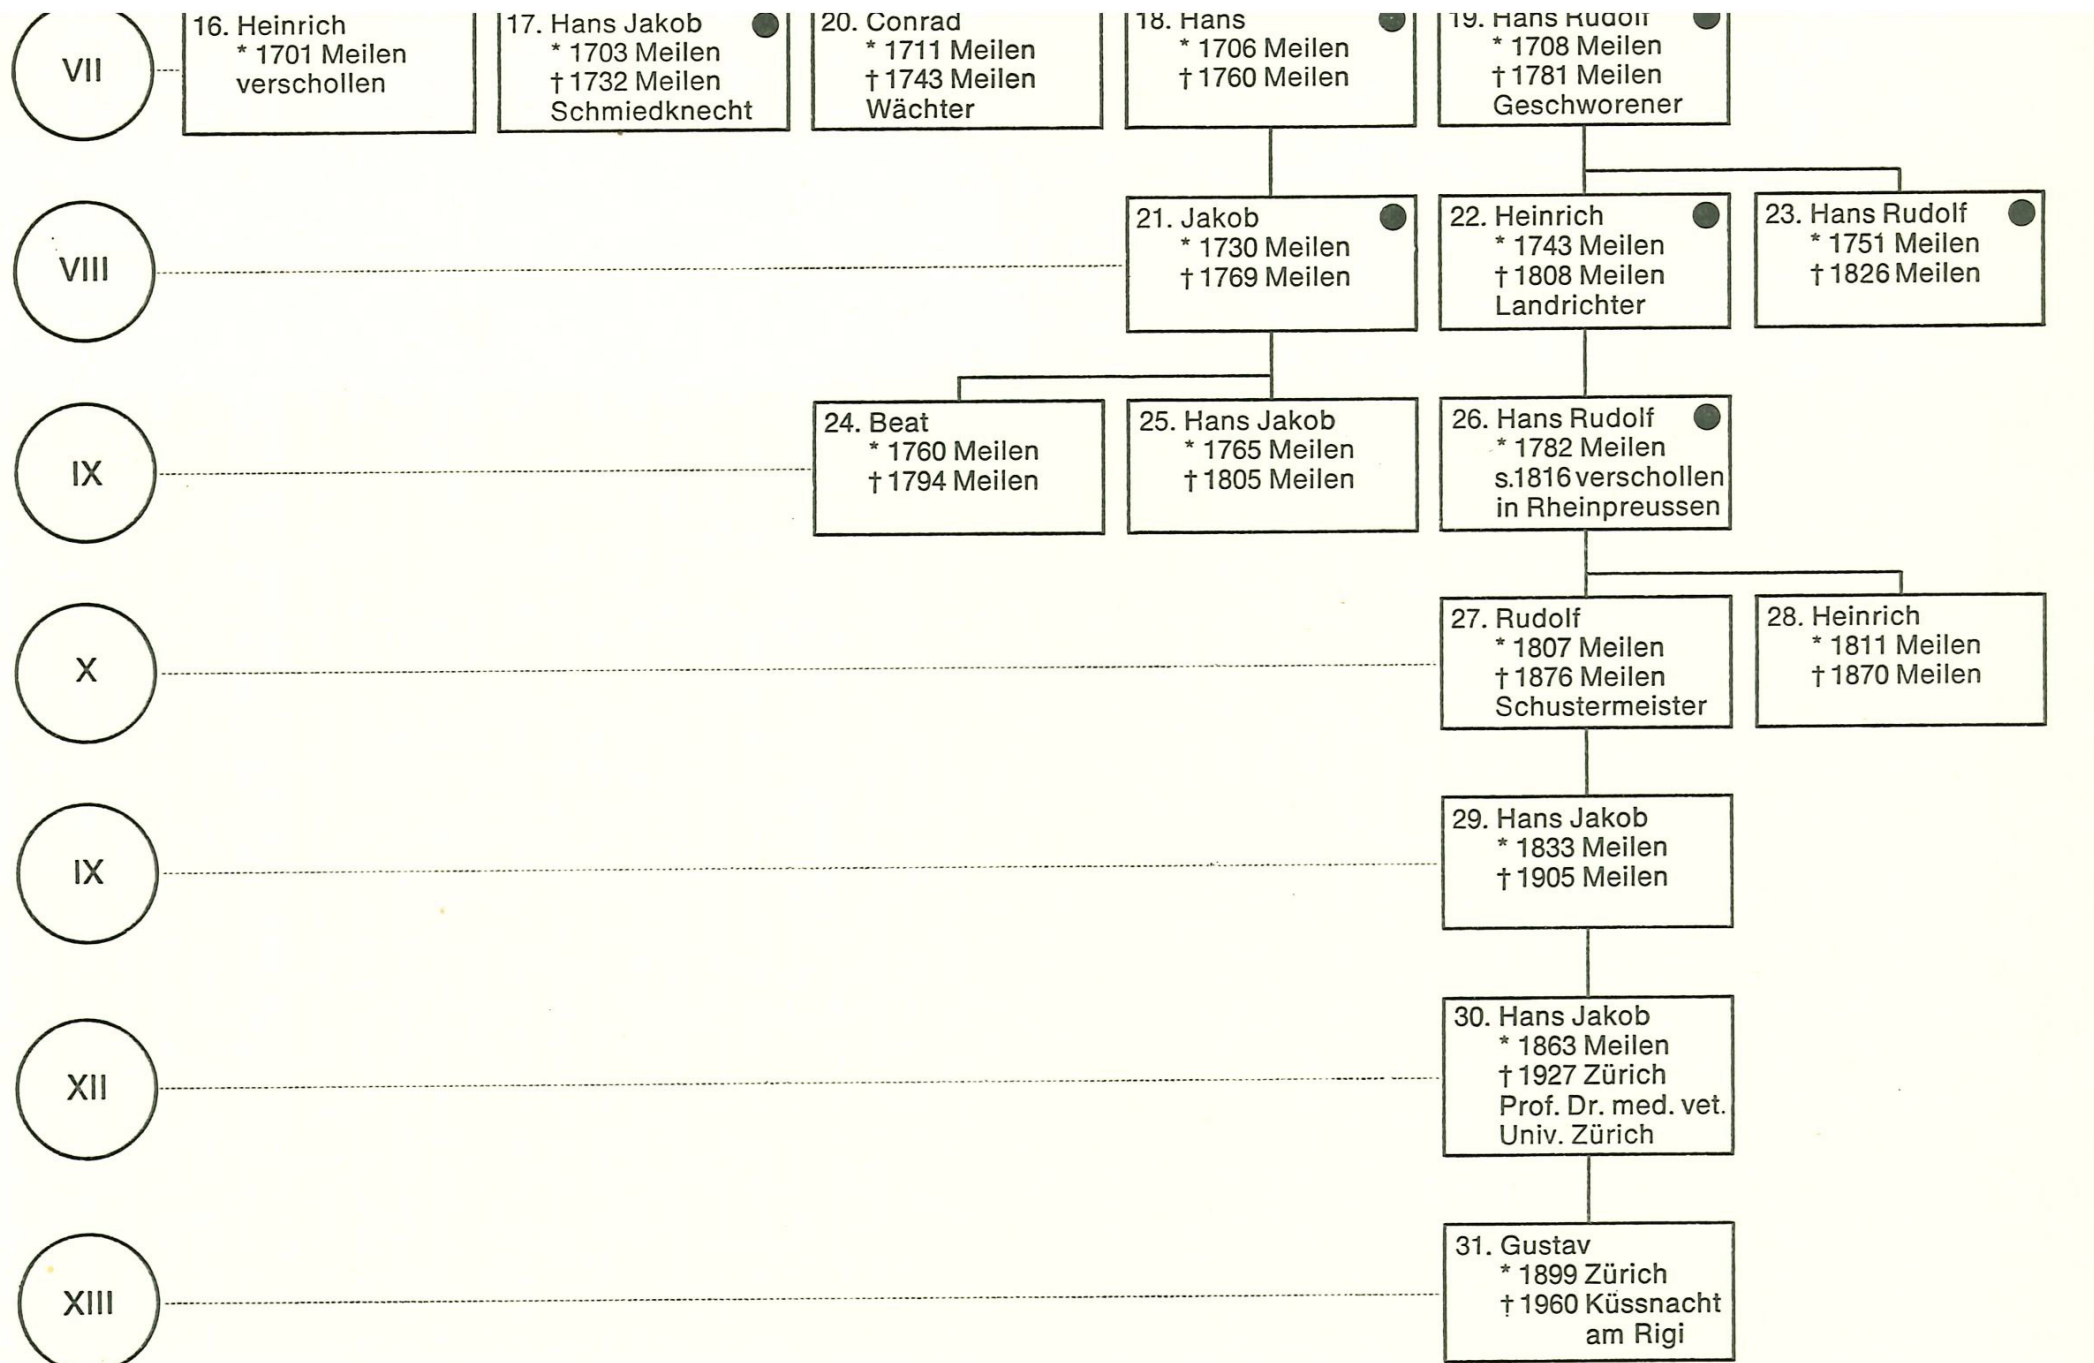 VII
16. Heinrich
* 1701 Meilen
verschollen
17. Hans Jakob
* 1703 Meilen
† 1732 Meilen
Schmiedknecht
20. Conrad
* 1711 Meilen
† 1743 Meilen
Wächter
18. Hans
* 1706 Meilen
† 1760 Meilen
19. Hans Rudolf
* 1708 Meilen
† 1781 Meilen
Geschworener
VIII
21. Jakob
* 1730 Meilen
† 1769 Meilen
22. Heinrich
* 1743 Meilen
† 1808 Meilen
Landrichter
23. Hans Rudolf
* 1751 Meilen
† 1826 Meilen
IX
24. Beat
* 1760 Meilen
† 1794 Meilen
25. Hans Jakob
* 1765 Meilen
† 1805 Meilen
26. Hans Rudolf
* 1782 Meilen
s.1816 verschollen
in Rheinpreussen
X
27. Rudolf
* 1807 Meilen
† 1876 Meilen
Schustermeister
28. Heinrich
* 1811 Meilen
† 1870 Meilen
IX
29. Hans Jakob
* 1833 Meilen
† 1905 Meilen
XII
30. Hans Jakob
* 1863 Meilen
† 1927 Zürich
Prof. Dr. med. vet.
Univ. Zürich
XIII
31. Gustav
* 1899 Zürich
† 1960 Küssnacht
am Rigi